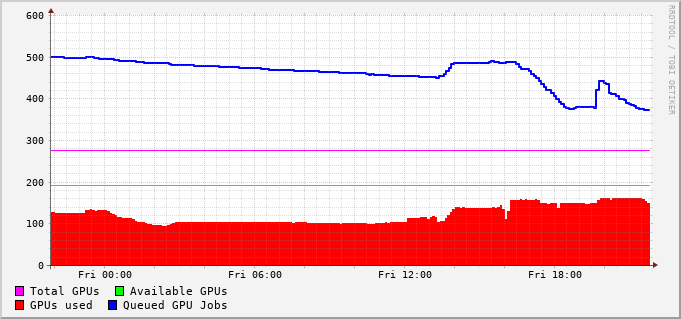 600
500
400
300
200
100
0
Fri 00:00 Fri 06:00 Fri 12:00 Fri 18:00
Total GPUs Available GPUs
GPUs used Queued GPU Jobs
RRDTOOL / TOBI OETIKER